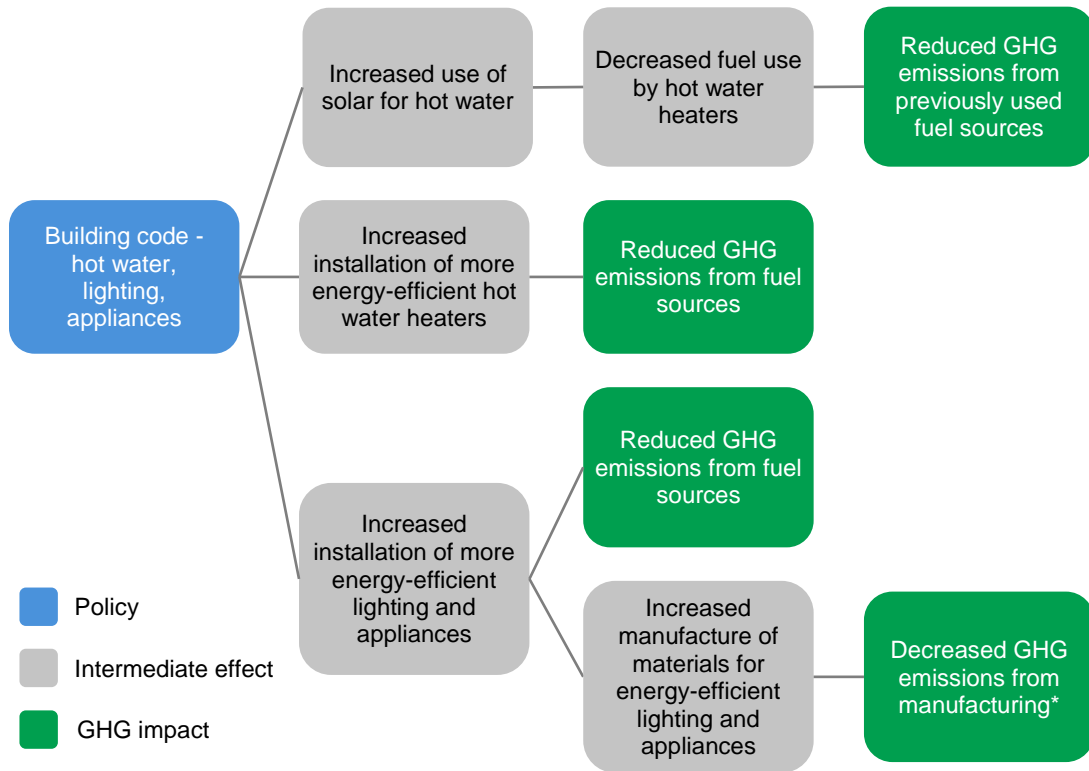 Increased use of
solar for hot water
Decreased fuel use
by hot water
heaters
Reduced GHG
emissions from
previously used
fuel sources
Building code -
hot water,
lighting,
appliances
Increased
installation of more
energy-efficient hot
water heaters
Reduced GHG
emissions from fuel
sources
Reduced GHG
emissions from fuel
sources
Increased
installation of more
energy-efficient
lighting and
appliances
Increased
manufacture of
materials for
energy-efficient
lighting and
appliances
Decreased GHG
emissions from
manufacturing*
Policy
Intermediate effect
GHG impact